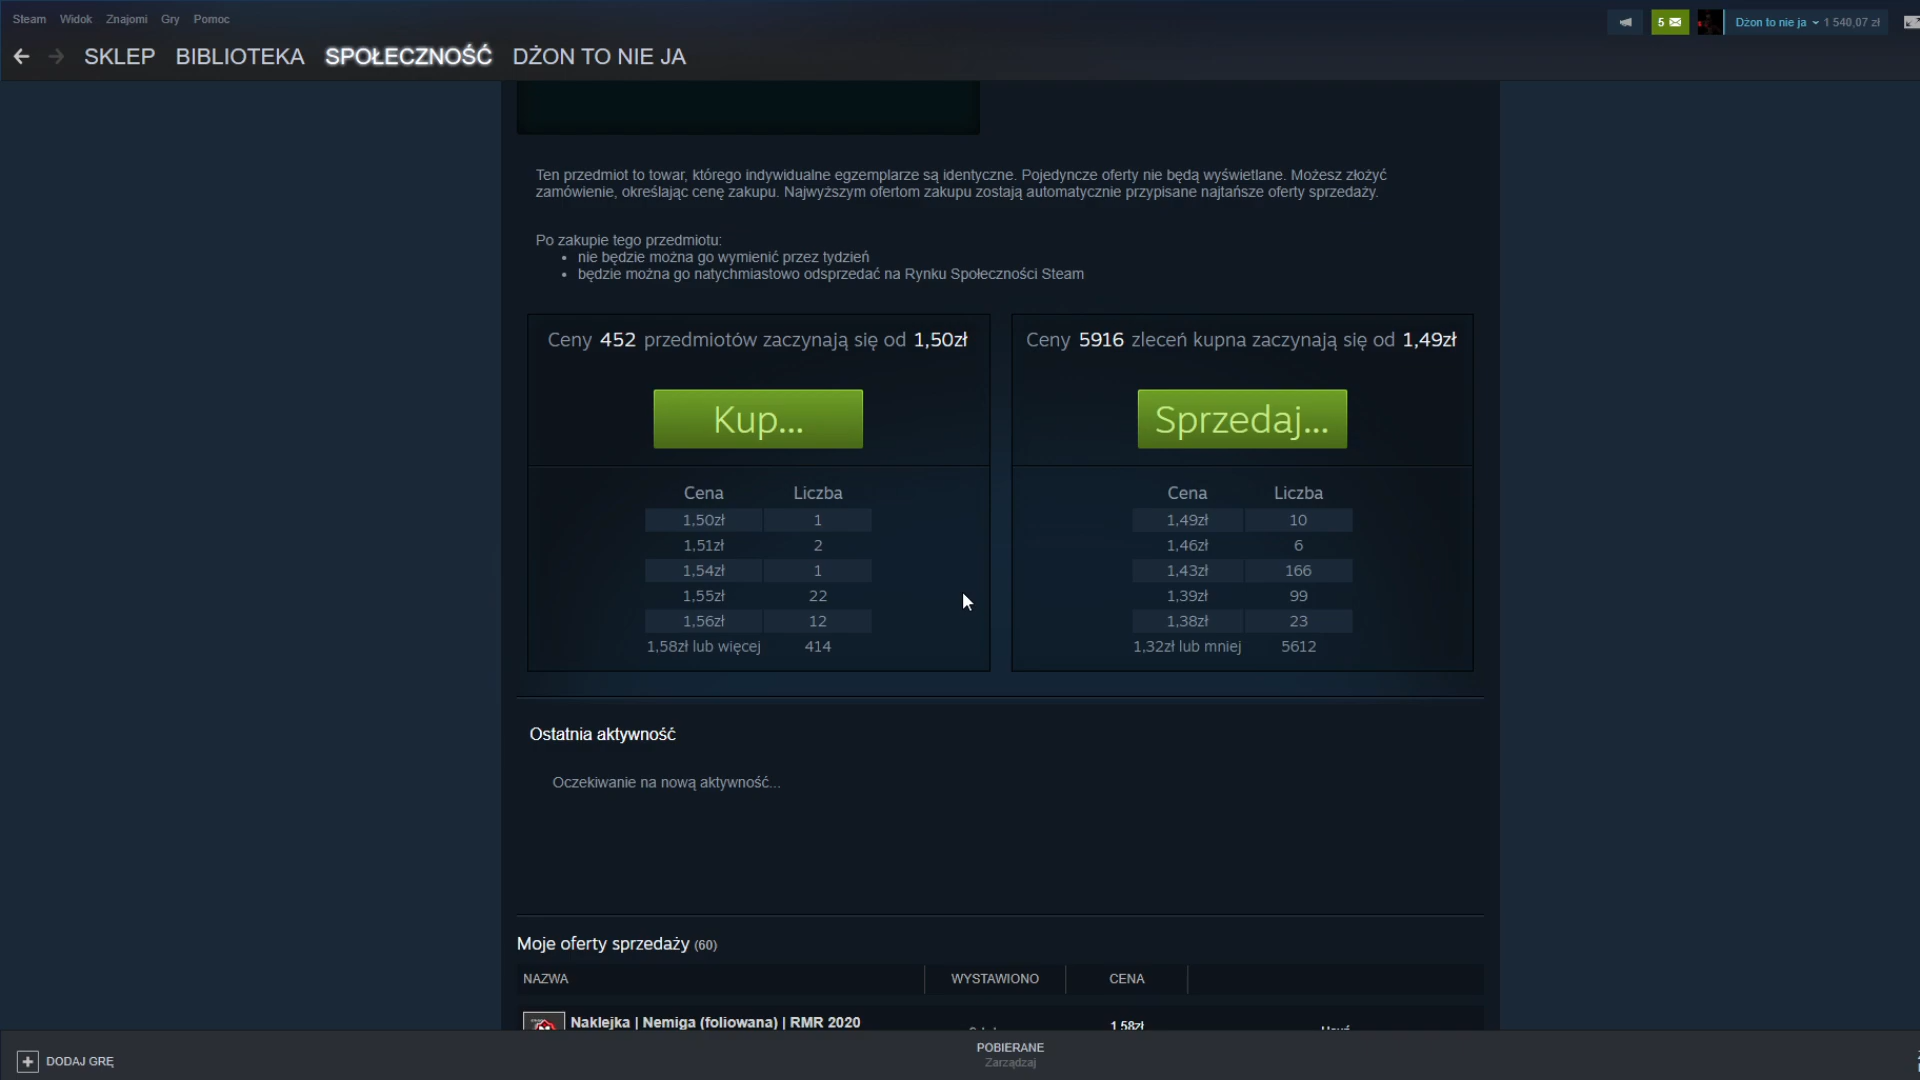 Steam Widok Znajomi Gry Pomoc
5 Dżon to nie ja 1 540,07 zł
SKLEP BIBLIOTEKA SPOŁECZNOŚĆ DŻON TO NIE JA
Ten przedmiot to towar, którego indywidualne egzemplarze są identyczne. Pojedyncze oferty nie będą wyświetlane. Możesz złożyć
zamówienie, określając cenę zakupu. Najwyższym ofertom zakupu zostają automatycznie przypisane najtańsze oferty sprzedaży.
Po zakupie tego przedmiotu:
• nie będzie można go wymienić przez tydzień
• będzie można go natychmiastowo odsprzedać na Rynku Społeczności Steam
Ceny 452 przedmiotów zaczynają się od 1,50zł
Kup...
Cena Liczba
1,50zł 1
1,51zł 2
1,54zł 1
1,55zł 22
1,56zł 12
1,58zł lub więcej 414
Ceny 5916 zleceń kupna zaczynają się od 1,49zł
Sprzedaj...
Cena Liczba
1,49zł 10
1,46zł 6
1,43zł 166
1,39zł 99
1,38zł 23
1,32zł lub mniej 5612
Ostatnia aktywność
Oczekiwanie na nową aktywność...
Moje oferty sprzedaży (60)
NAZWA WYSTAWIONO CENA
Naklejka | Nemiga (foliowana) | RMR 2020 1,58zł
DODAJ GRĘ
POBIERANE
Zarządzaj